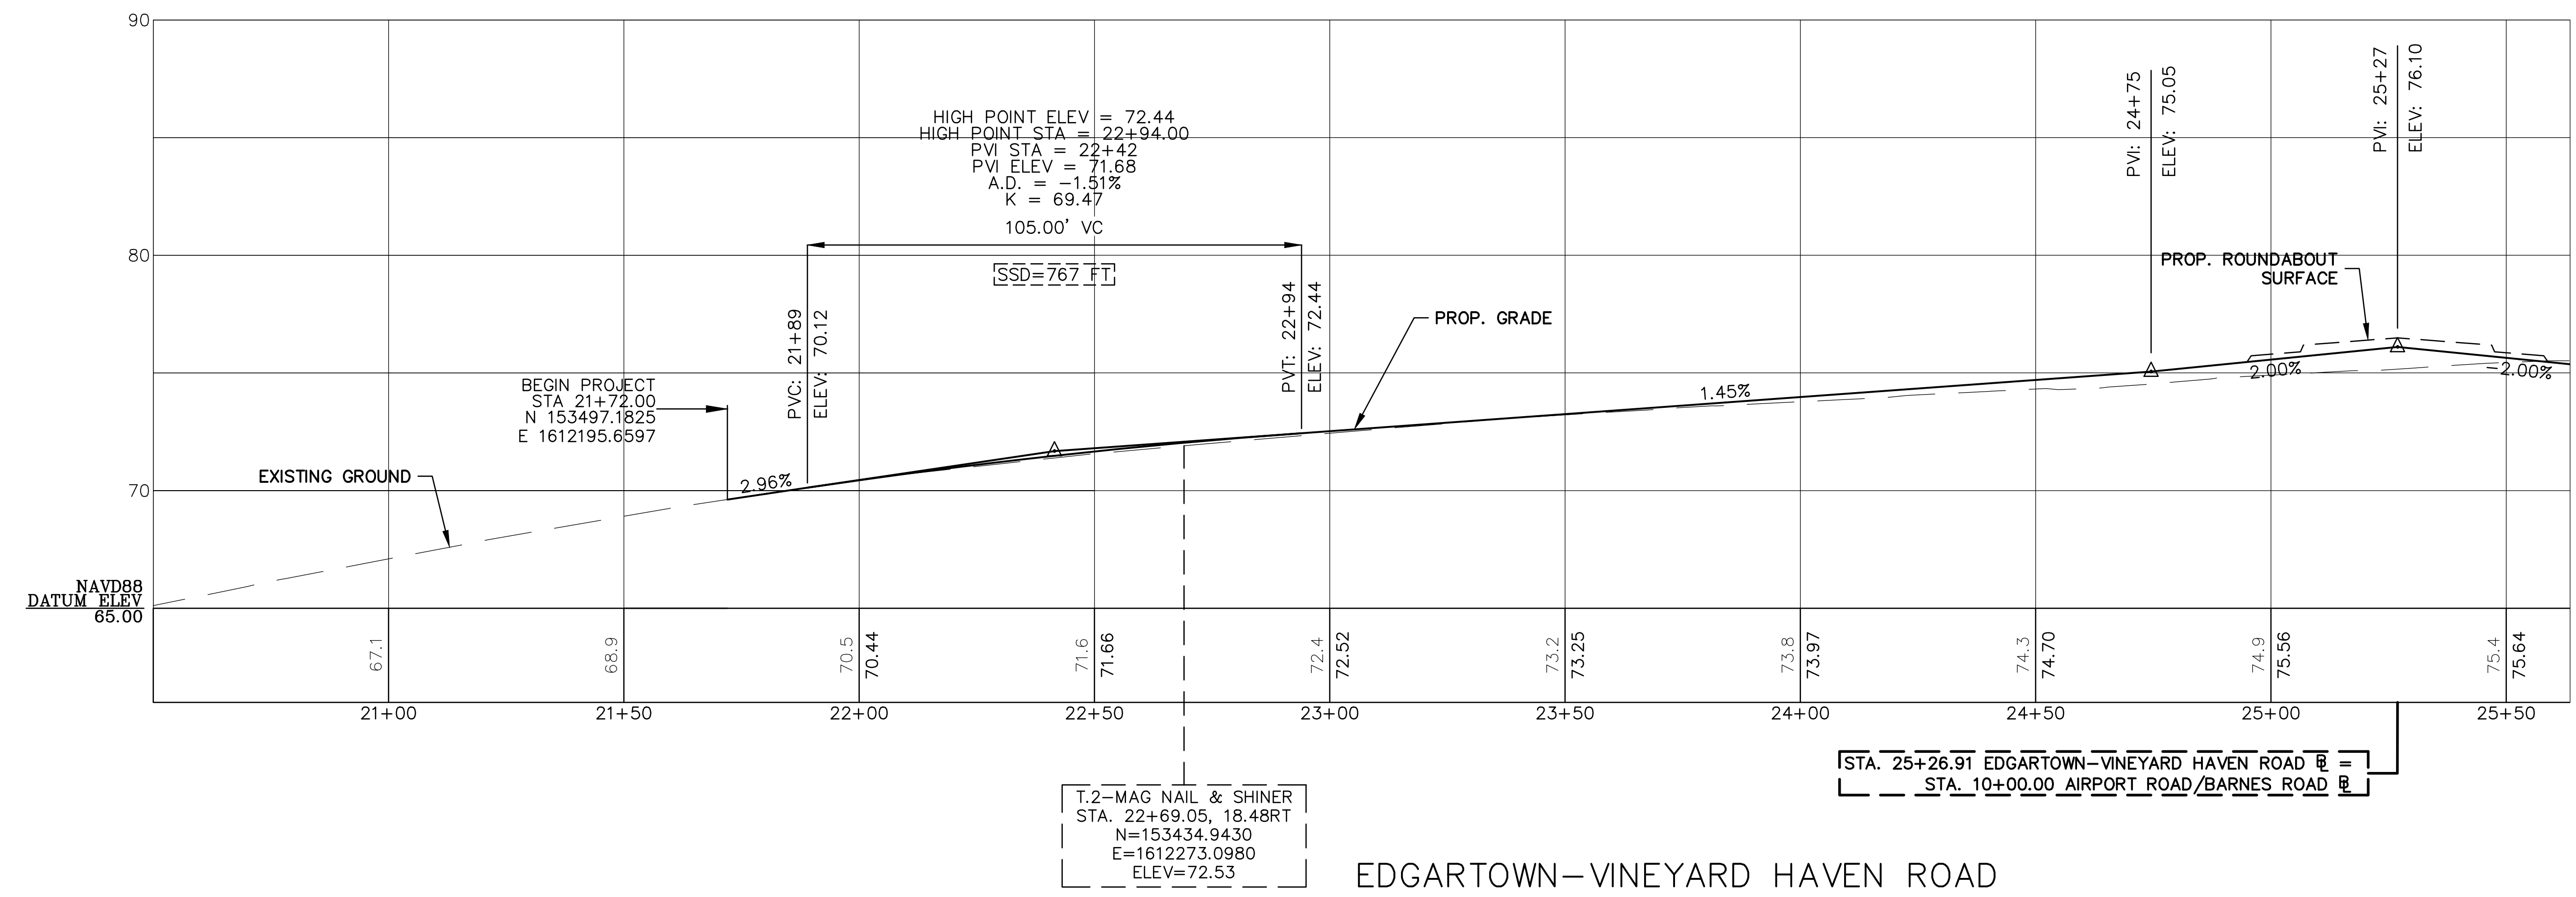 90
80
70
HIGH POINT ELEV = 72.44
HIGH POINT STA = 22+94.00
PVI STA = 22+42
PVI ELEV = 71.68
A.D. = -1.51%
K = 69.47
105.00' VC
SSD=767 FT
PVC: 21+89
ELEV: 70.12
PVT: 22+94
ELEV: 72.44
PVI: 24+75
ELEV: 75.05
PVI: 25+27
ELEV: 76.10
PROP. ROUNDABOUT
SURFACE
PROP. GRADE
BEGIN PROJECT
STA 21+72.00
N 153497.1825
E 1612195.6597
EXISTING GROUND
2.96%
1.45%
2.00%
-2.00%
NAVD88
DATUM ELEV
65.00
67.1
68.9
70.5
70.44
71.6
71.66
72.4
72.52
73.2
73.25
73.8
73.97
74.3
74.70
74.9
75.56
75.4
75.64
21+00
21+50
22+00
22+50
23+00
23+50
24+00
24+50
25+00
25+50
STA. 25+26.91 EDGARTOWN-VINEYARD HAVEN ROAD BL =
STA. 10+00.00 AIRPORT ROAD/BARNES ROAD BL
T.2-MAG NAIL & SHINER
STA. 22+69.05, 18.48RT
N=153434.9430
E=1612273.0980
ELEV=72.53
EDGARTOWN-VINEYARD HAVEN ROAD